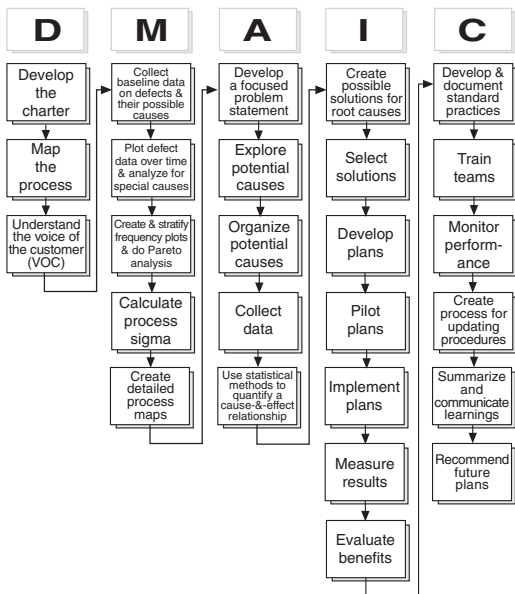 D
Develop
the
charter
Map
the
process
Understand
the voice of
the customer
(VOC)
M
Collect
baseline data
on defects &
their possible
causes
Plot defect
data over time
& analyze for
special causes
Create & stratify
frequency plots
& do Pareto
analysis
Calculate
process
sigma
Create
detailed
process
maps
A
Develop
a focused
problem
statement
Explore
potential
causes
Organize
potential
causes
Collect
data
Use statistical
methods to
quantify a
cause-&-effect
relationship
I
Create
possible
solutions for
root causes
Select
solutions
Develop
plans
Pilot
plans
Implement
plans
Measure
results
Evaluate
benefits
C
Develop &
document
standard
practices
Train
teams
Monitor
perform-
ance
Create
process for
updating
procedures
Summarize
and
communicate
learnings
Recommend
future
plans